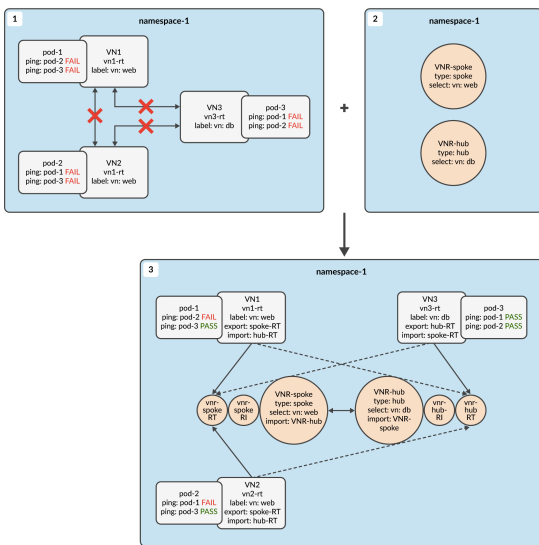 1
namespace-1
pod-1
ping: pod-2 FAIL
ping: pod-3 FAIL
VN1
vn1-rt
label: vn: web
VN3
vn3-rt
label: vn: db
pod-3
ping: pod-1 FAIL
ping: pod-2 FAIL
pod-2
ping: pod-1 FAIL
ping: pod-3 FAIL
VN2
vn1-rt
label: vn: web
+
2
namespace-1
VNR-spoke
type: spoke
select: vn: web
VNR-hub
type: hub
select: vn: db
3
namespace-1
pod-1
ping: pod-2 FAIL
ping: pod-3 PASS
VN1
vn1-rt
label: vn: web
export: spoke-RT
import: hub-RT
VN3
vn3-rt
label: vn: db
export: hub-RT
import: spoke-RT
pod-3
ping: pod-1 PASS
ping: pod-2 PASS
vnr-
spoke
RT
vnr-
spoke
RI
VNR-spoke
type: spoke
select: vn: web
import: VNR-hub
VNR-hub
type: hub
select: vn: db
import: VNR-
spoke
vnr-
hub-
RI
vnr-
hub
RT
pod-2
ping: pod-1 FAIL
ping: pod-3 PASS
VN2
vn2-rt
label: vn: web
export: spoke-RT
import: hub-RT